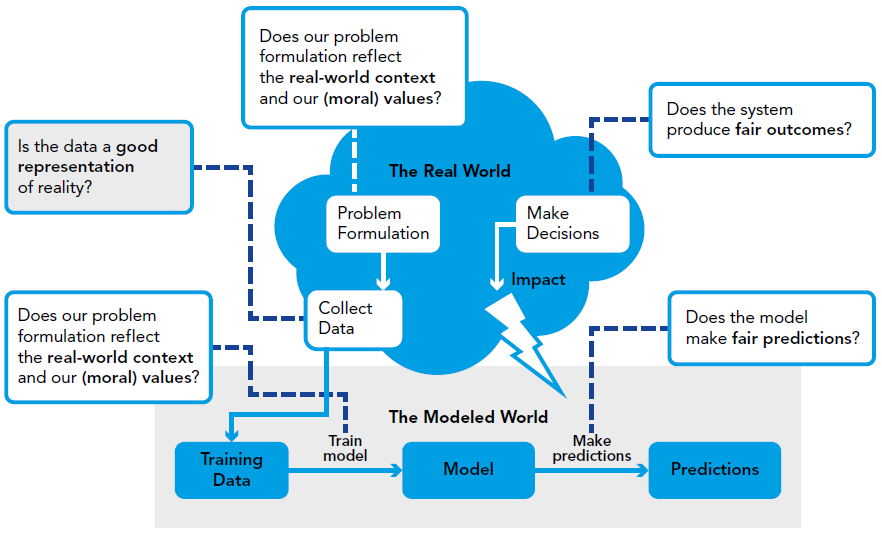 Does our problem
formulation reflect
the real-world context
and our (moral) values?
Does the system
produce fair outcomes?
Is the data a good
representation
of reality?
The Real World
Problem
Formulation
Make
Decisions
Impact
Collect
Data
Does our problem
formulation reflect
the real-world context
and our (moral) values?
Does the model
make fair predictions?
The Modeled World
Training
Data
Train
model
Model
Make
predictions
Predictions